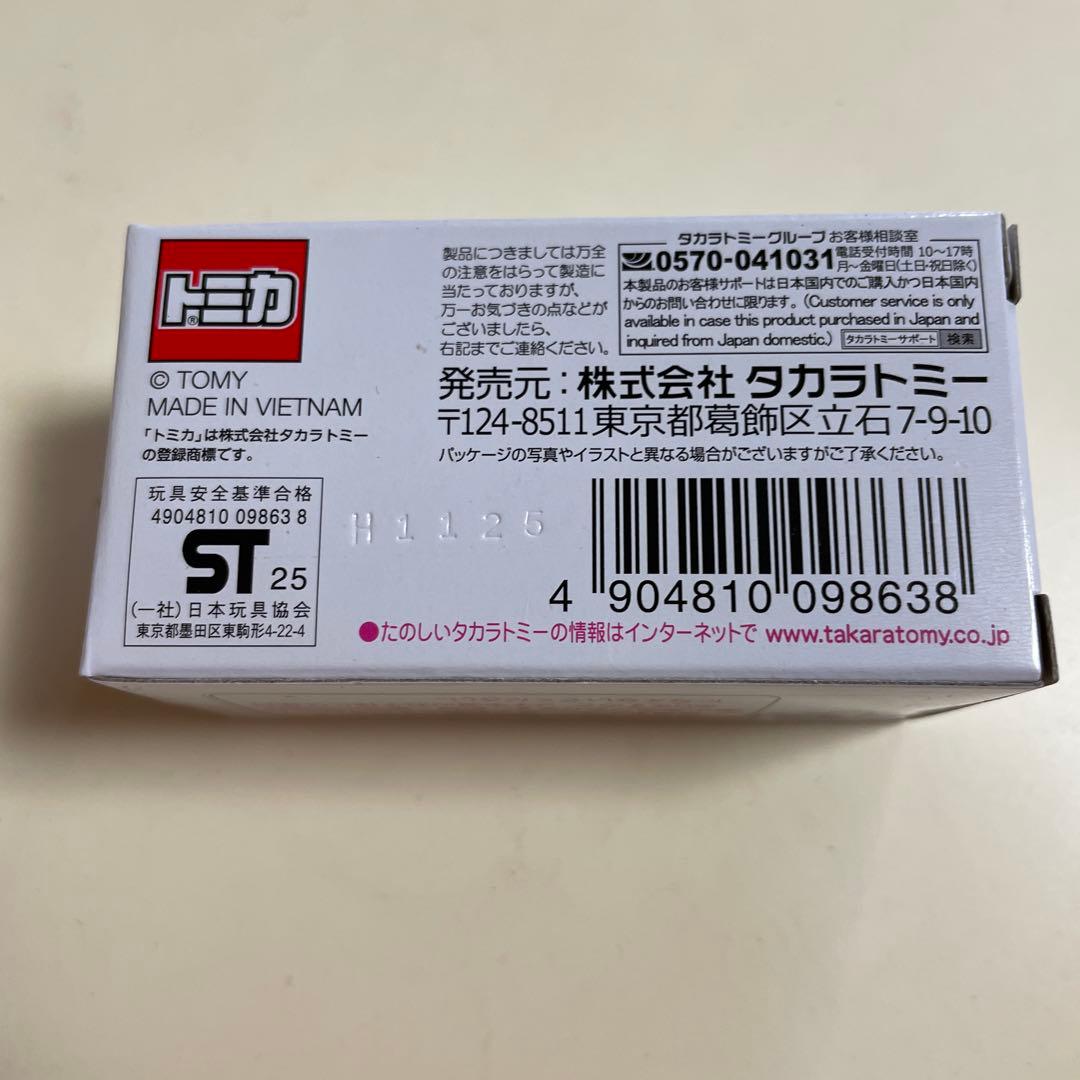 トミカ®
© TOMY
MADE IN VIETNAM
「トミカ」は株式会社タカラトミー
の登録商標です。
玩具安全基準合格
4904810 09863 8
ST 25
(一社)日本玩具協会
東京都墨田区東駒形4-22-4
製品につきましては万全
の注意をはらって製造に
当たっておりますが、
万一お気づきの点などが
ございましたら、
右記までご連絡ください。
タカラトミーグループ お客様相談室
0570-041031 電話受付時間 10〜17時
月〜金曜日(土日・祝日除く)
本製品のお客様サポートは日本国内でのご購入かつ日本国内
からのお問い合わせに限ります。(Customer service is only
available in case this product purchased in Japan and
inquired from Japan domestic.) タカラトミーサポート 検索
発売元:株式会社 タカラトミー
〒124-8511 東京都葛飾区立石 7-9-10
パッケージの写真やイラストと異なる場合がございますがご了承ください。
H1125
4 904810 098638
●たのしいタカラトミーの情報はインターネットで www.takaratomy.co.jp